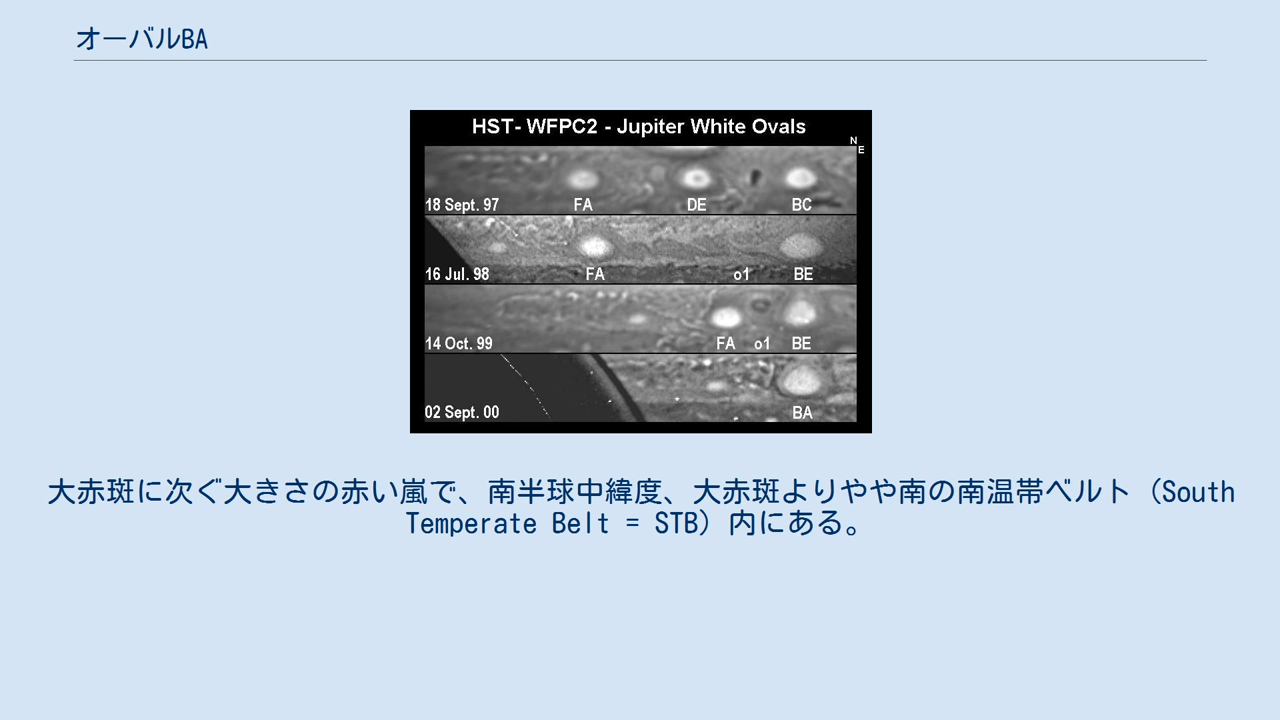 オーバルBA
HST- WFPC2 - Jupiter White Ovals
N
E
18 Sept. 97 FA DE BC
16 Jul. 98 FA o1 BE
14 Oct. 99 FA o1 BE
02 Sept. 00 BA
大赤斑に次ぐ大きさの赤い嵐で、南半球中緯度、大赤斑よりやや南の南温帯ベルト（South
Temperate Belt = STB）内にある。